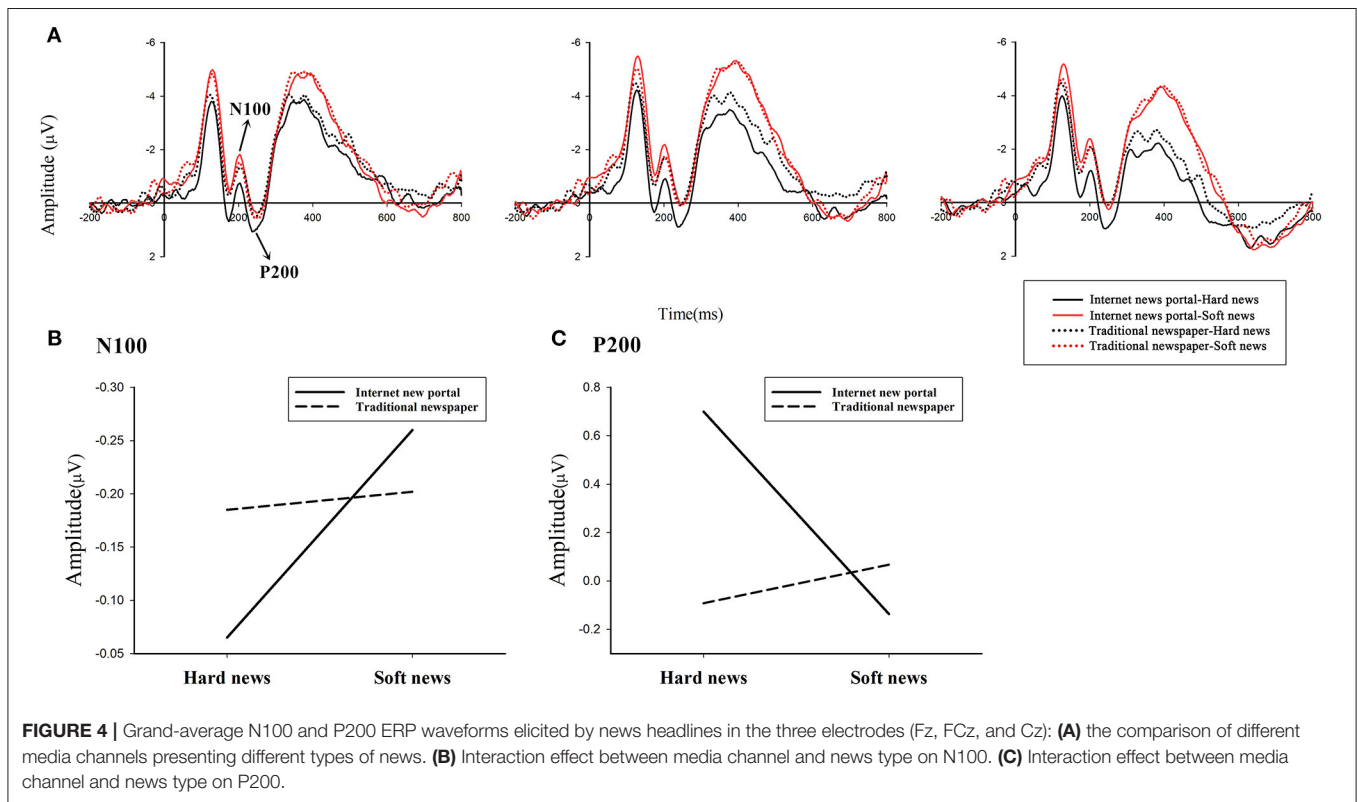 A
Amplitude (μV)
-6
-4
-2
2
-200
0
200
400
600
800
N100
P200
-6
-4
-2
2
-200
0
200
400
600
800
-6
-4
-2
2
-200
0
200
400
600
800
Time(ms)
Internet news portal-Hard news
Internet news portal-Soft news
Traditional newspaper-Hard news
Traditional newspaper-Soft news
B
N100
Internet new portal
Traditional newspaper
Amplitude(μV)
-0.30
-0.25
-0.20
-0.15
-0.10
-0.05
Hard news Soft news
C
P200
Internet new portal
Traditional newspaper
Amplitude(μV)
0.8
0.6
0.4
0.2
0.0
-0.2
Hard news Soft news
FIGURE 4 | Grand-average N100 and P200 ERP waveforms elicited by news headlines in the three electrodes (Fz, FCz, and Cz): (A) the comparison of different
media channels presenting different types of news. (B) Interaction effect between media channel and news type on N100. (C) Interaction effect between media
channel and news type on P200.